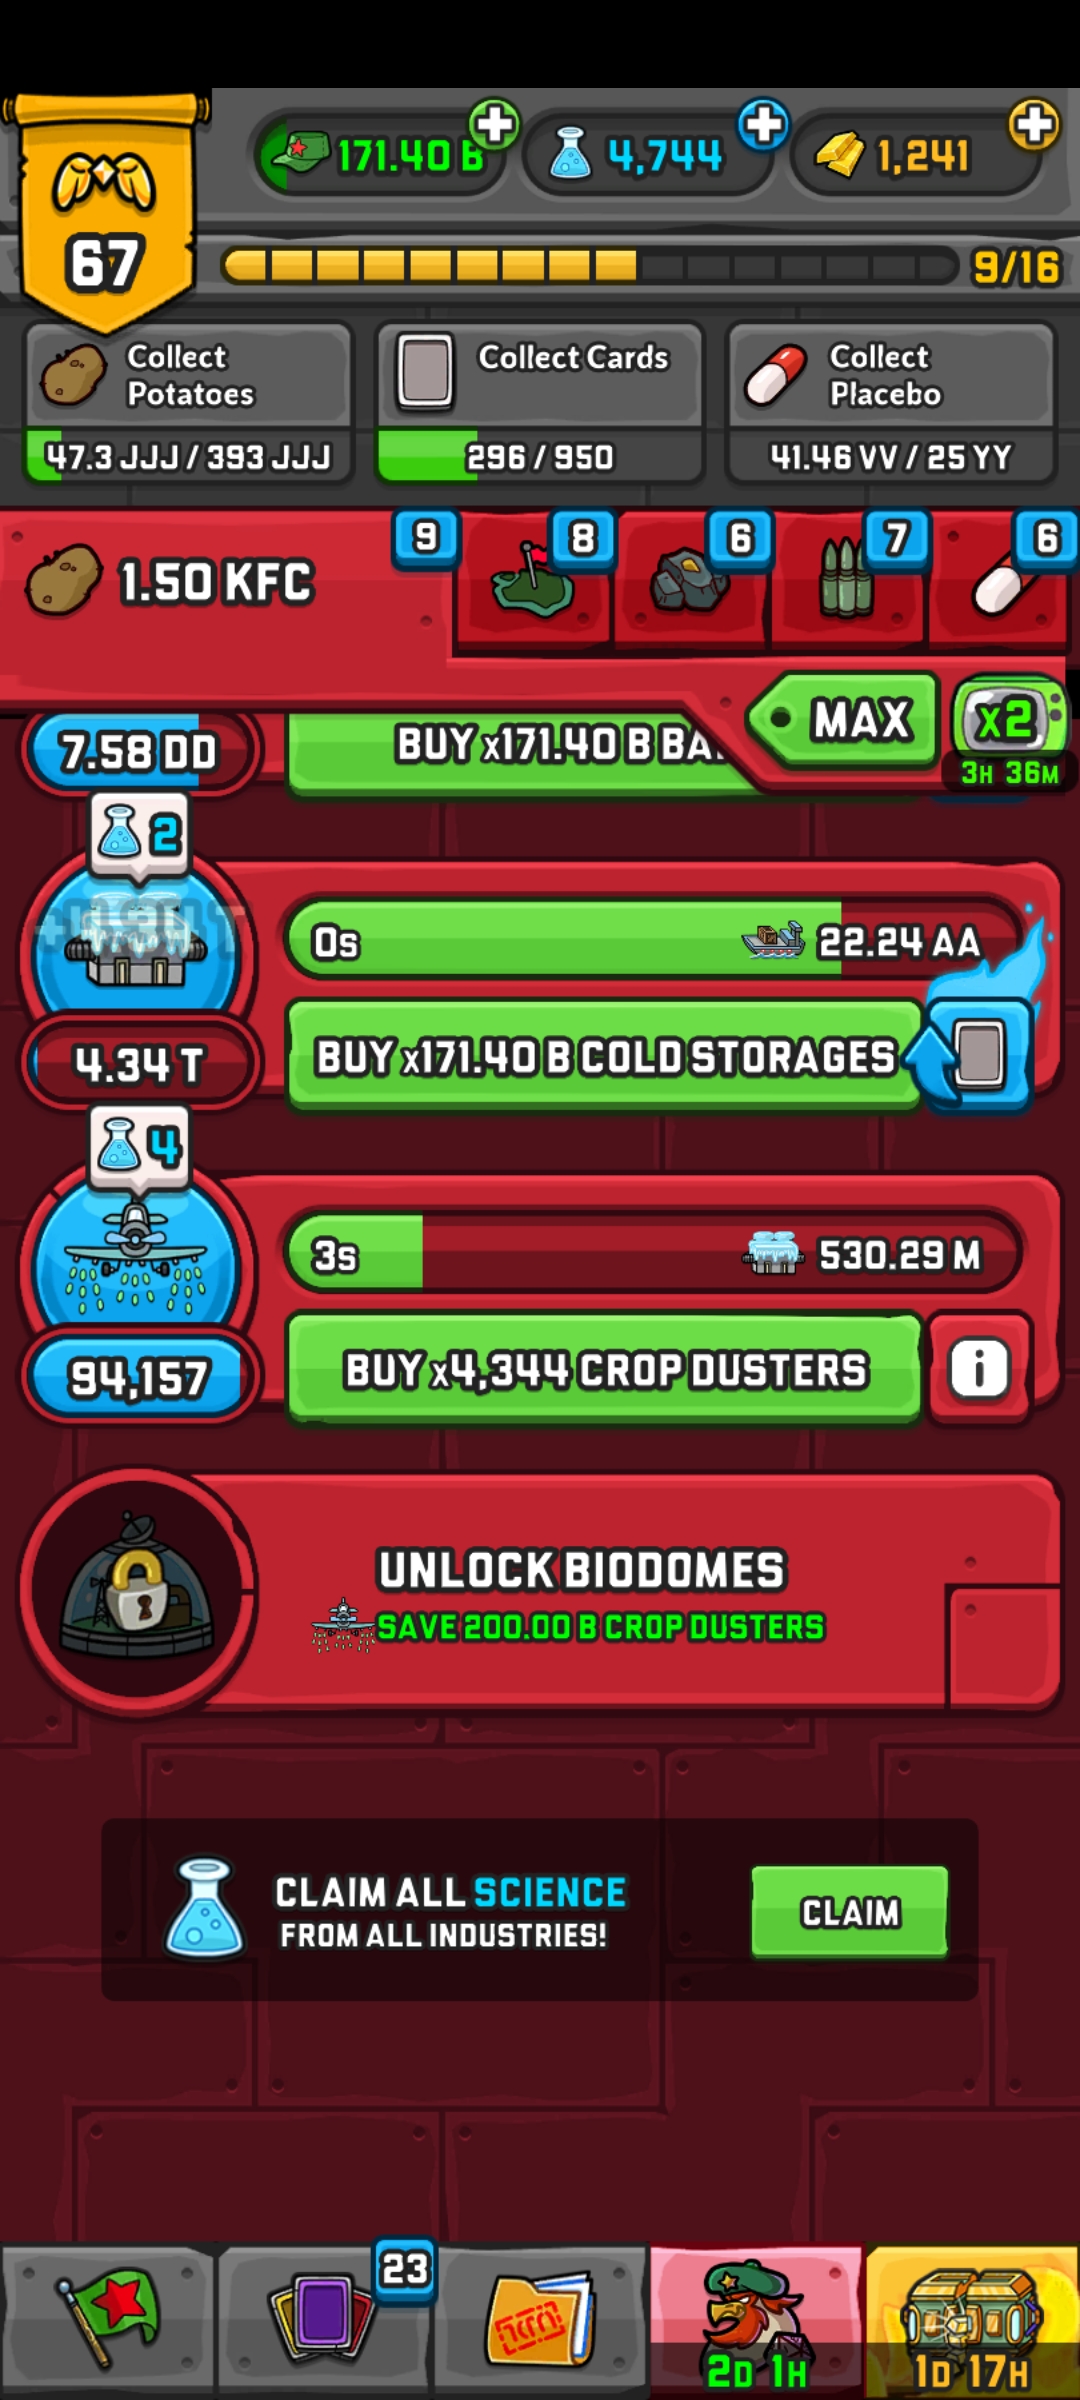 171.40 B
4,744
1,241
67
9/16
Collect
Potatoes
47.3 JJJ / 393 JJJ
Collect Cards
296 / 950
Collect
Placebo
41.46 VV / 25 YY
1.50 KFC
9
8
6
7
6
MAX
x2
3H 36M
7.58 DD
BUY x171.40 B BA
2
0s
22.24 AA
4.34 T
BUY x171.40 B COLD STORAGES
4
3s
530.29 M
94,157
BUY x4,344 CROP DUSTERS
i
UNLOCK BIODOMES
SAVE 200.00 B CROP DUSTERS
CLAIM ALL SCIENCE
FROM ALL INDUSTRIES!
CLAIM
23
2D 1H
1D 17H